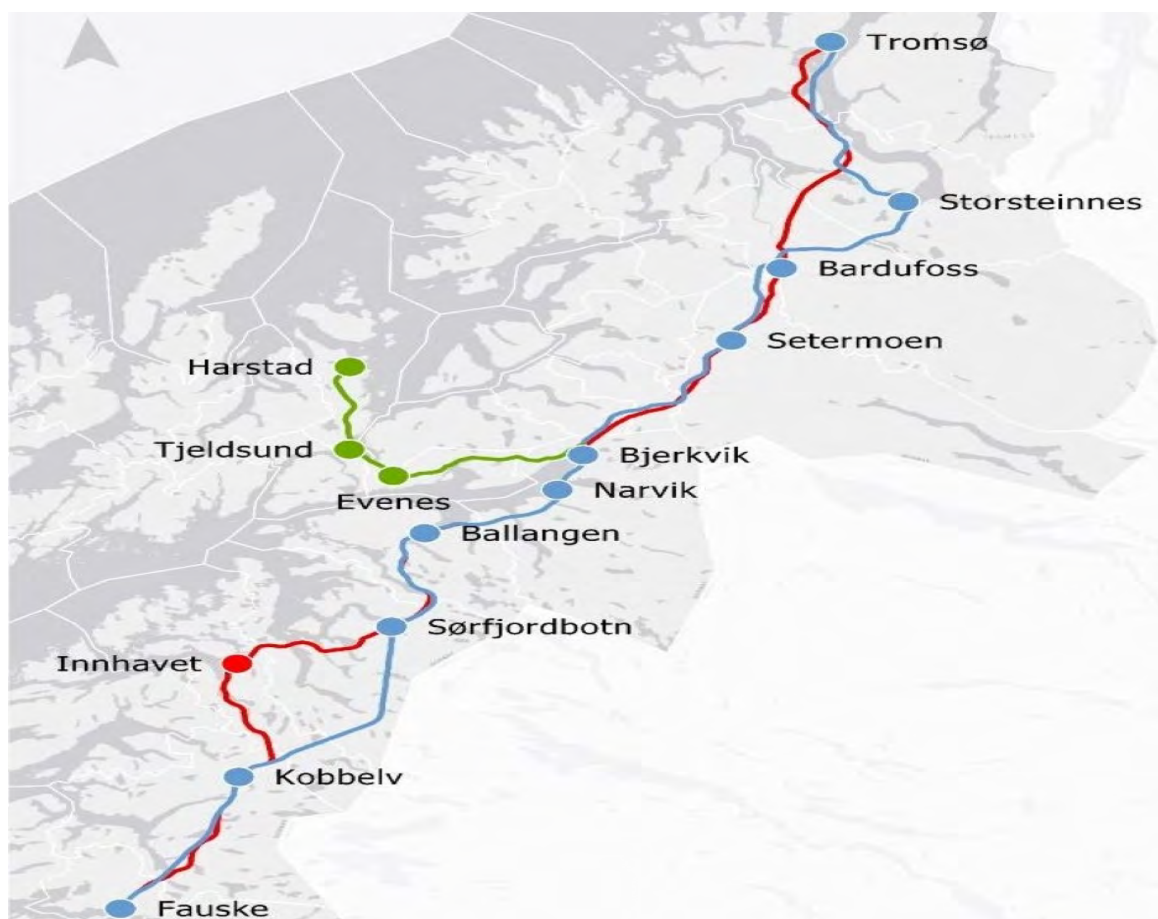 Tromsø
Storsteinnes
Bardufoss
Setermoen
Harstad
Tjeldsund
Bjerkvik
Evenes
Narvik
Ballangen
Sørfjordbotn
Innhavet
Kobbelv
Fauske